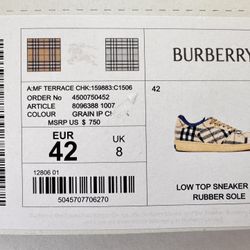 BURBERRY
A:MF TERRACE CHK:159883:C1506
ORDER No 4500750452
ARTICLE 8096388 1007
COLOUR GRAIN IP
MSRP US $ 750
42
EUR UK
42 8
12806 01
5045707706270
LOW TOP SNEAKER
RUBBER SOLE